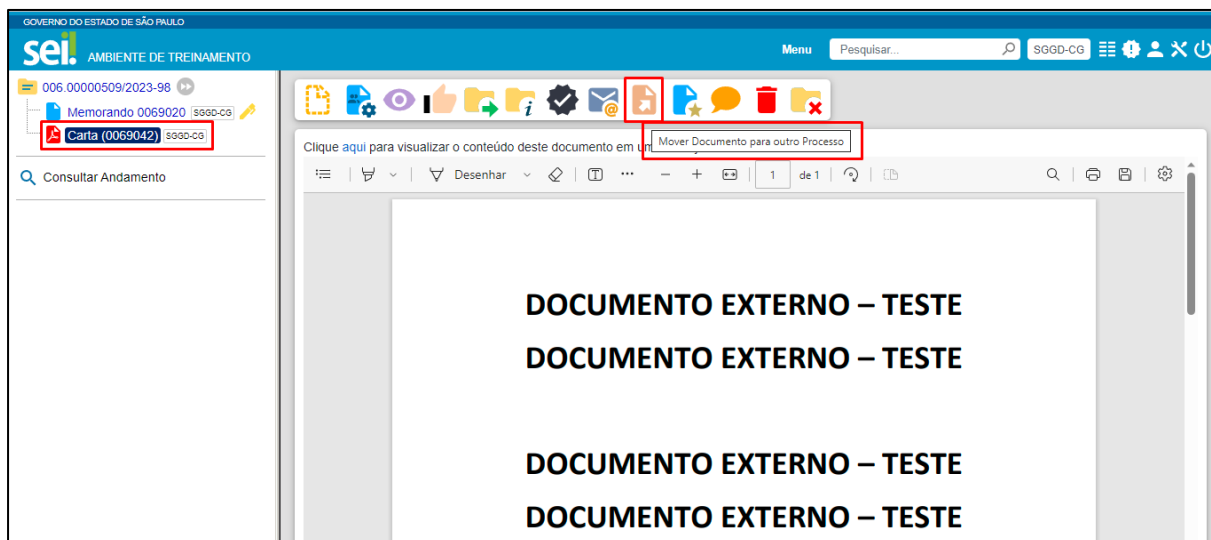 GOVERNO DO ESTADO DE SÃO PAULO
sei! AMBIENTE DE TREINAMENTO
Menu Pesquisar... SGGD-CG
006.00000509/2023-98
Memorando 0069020 SGGD-CG
Carta (0069042) SGGD-CG
Consultar Andamento
Clique aqui para visualizar o conteúdo deste documento em
Mover Documento para outro Processo
Desenhar 1 de 1
DOCUMENTO EXTERNO – TESTE
DOCUMENTO EXTERNO – TESTE
DOCUMENTO EXTERNO – TESTE
DOCUMENTO EXTERNO – TESTE